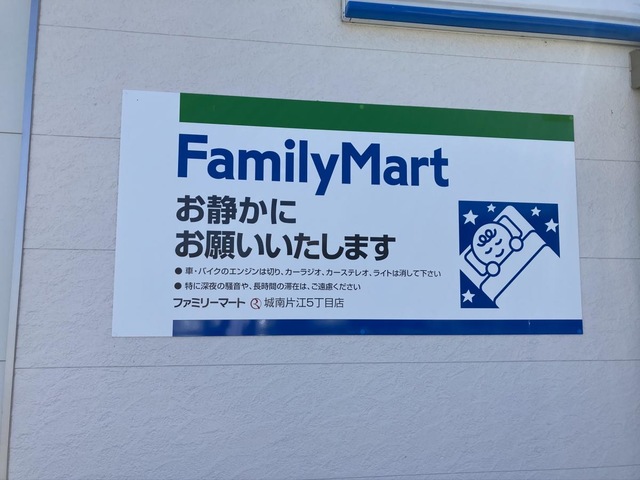 FamilyMart
お静かに
お願いいたします
● 車・バイクのエンジンは切り、カーラジオ、カーステレオ、ライトは消して下さい
● 特に深夜の騒音や、長時間の滞在は、ご遠慮ください
ファミリーマート 城南片江5丁目店